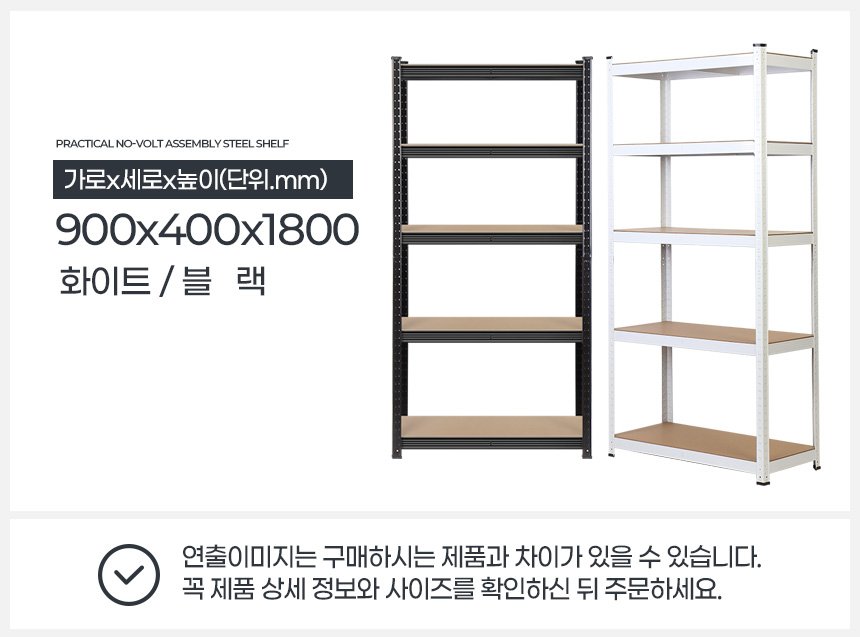 PRACTICAL NO-VOLT ASSEMBLY STEEL SHELF
가로x세로x높이(단위.mm)
900x400x1800
화이트 / 블 랙
연출이미지는 구매하시는 제품과 차이가 있을 수 있습니다.
꼭 제품 상세 정보와 사이즈를 확인하신 뒤 주문하세요.